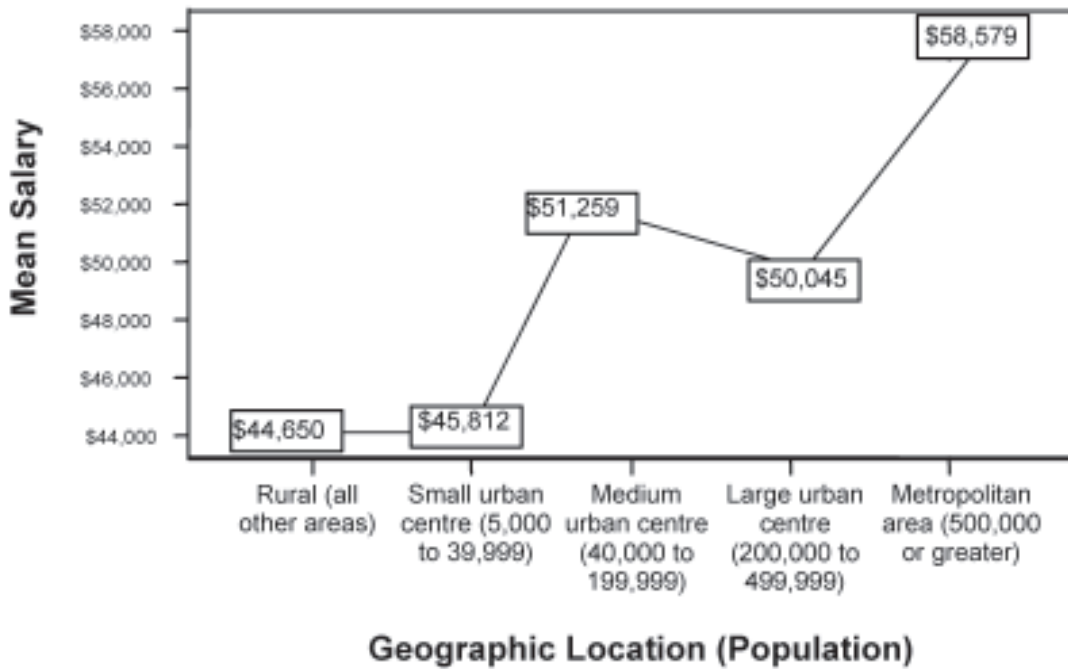 $58,000
$56,000
$54,000
$52,000
$50,000
$48,000
$46,000
$44,000
Mean Salary
$44,650
$45,812
$51,259
$50,045
$58,579
Rural (all
other areas)
Small urban
centre (5,000
to 39,999)
Medium
urban centre
(40,000 to
199,999)
Large urban
centre
(200,000 to
499,999)
Metropolitan
area (500,000
or greater)
Geographic Location (Population)